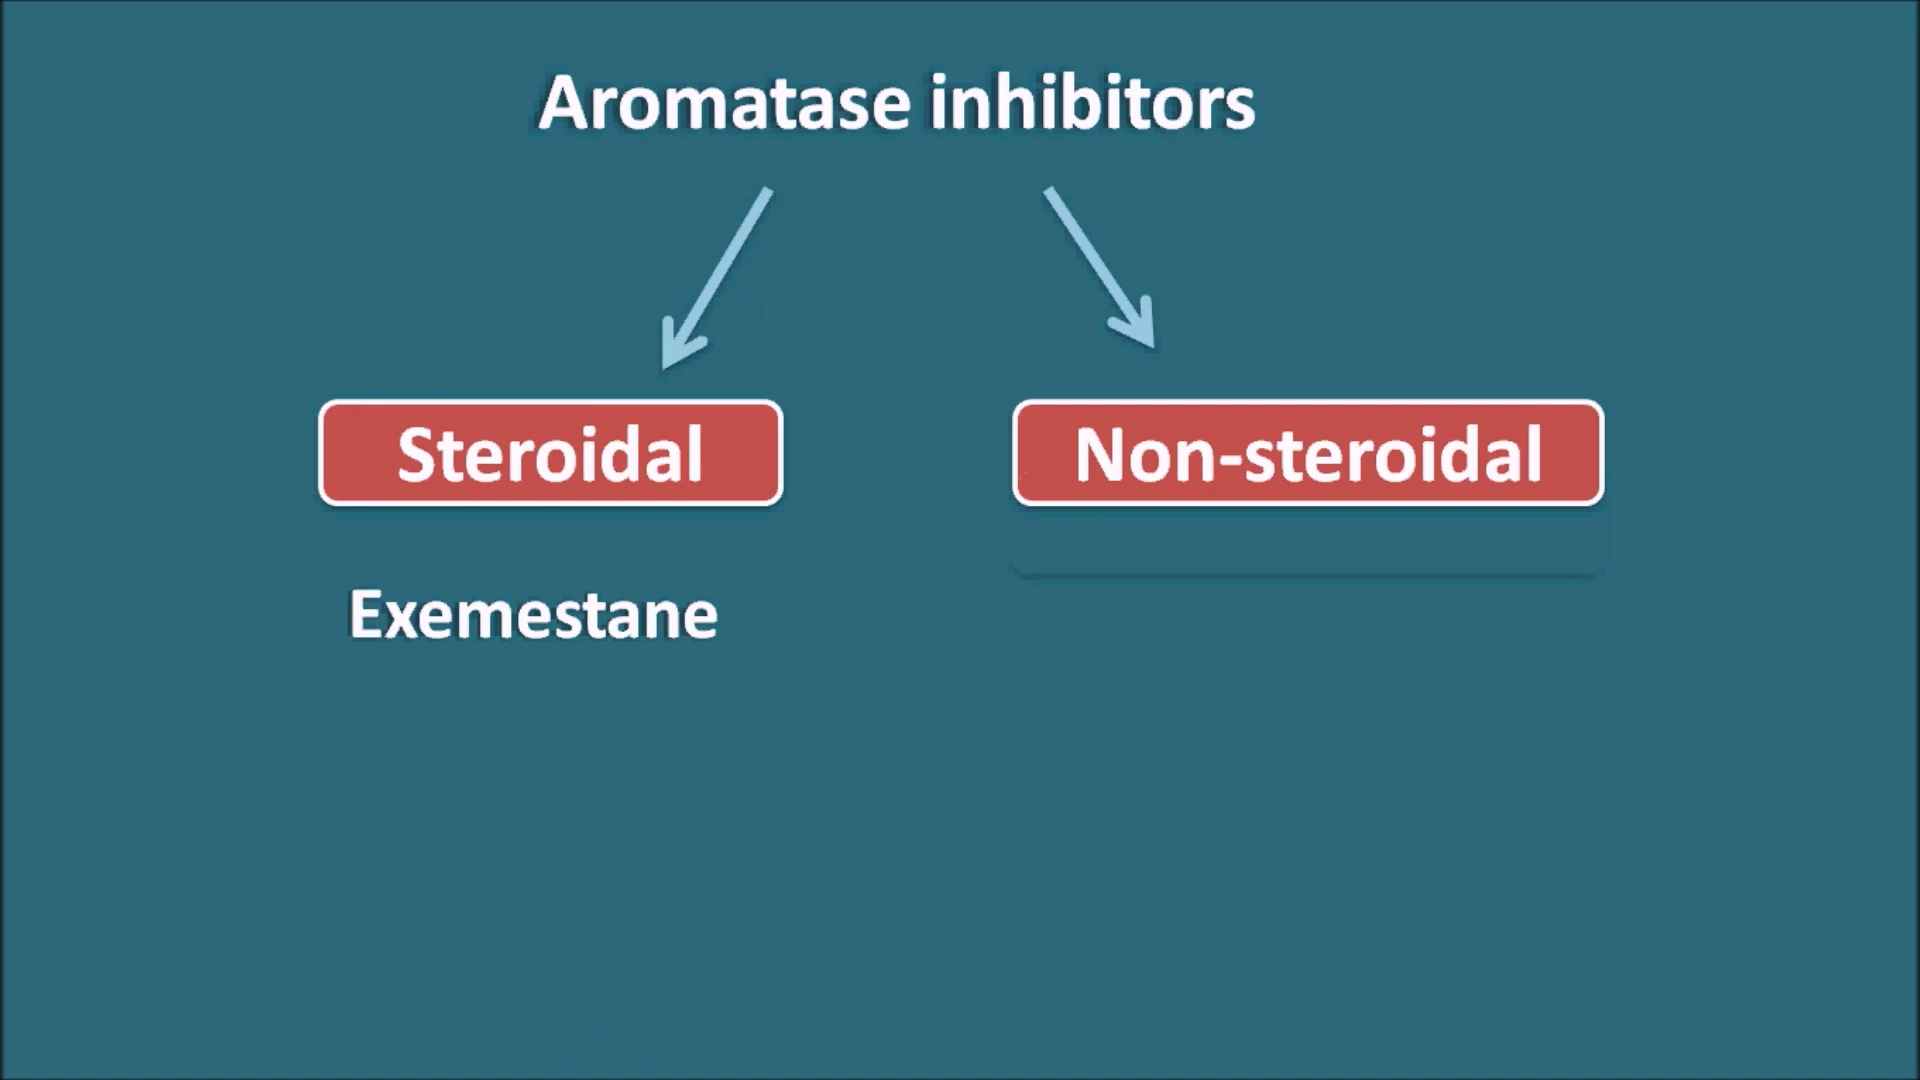 Aromatase inhibitors
Steroidal
Non-steroidal
Exemestane